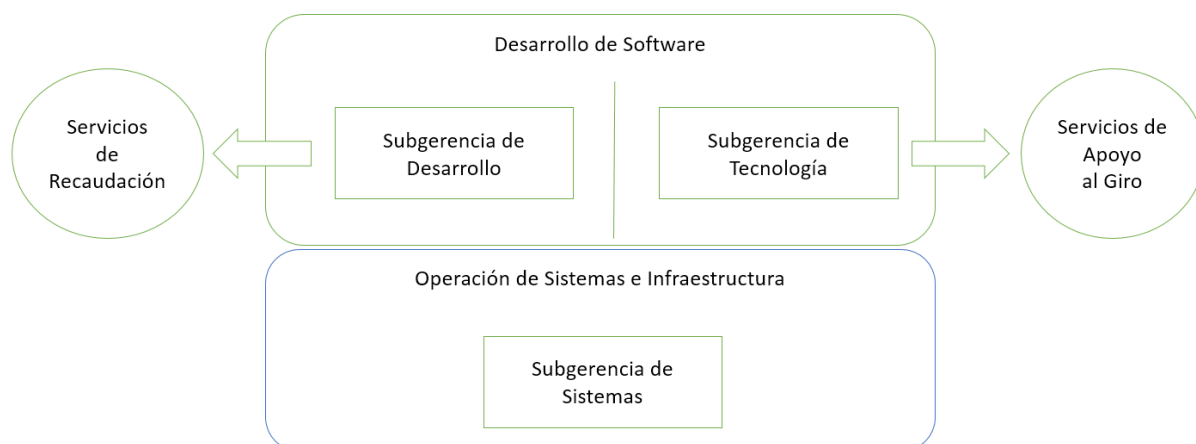 Desarrollo de Software
Servicios
de
Recaudación
Subgerencia de
Desarrollo
Subgerencia de
Tecnología
Servicios de
Apoyo
al Giro
Operación de Sistemas e Infraestructura
Subgerencia de
Sistemas